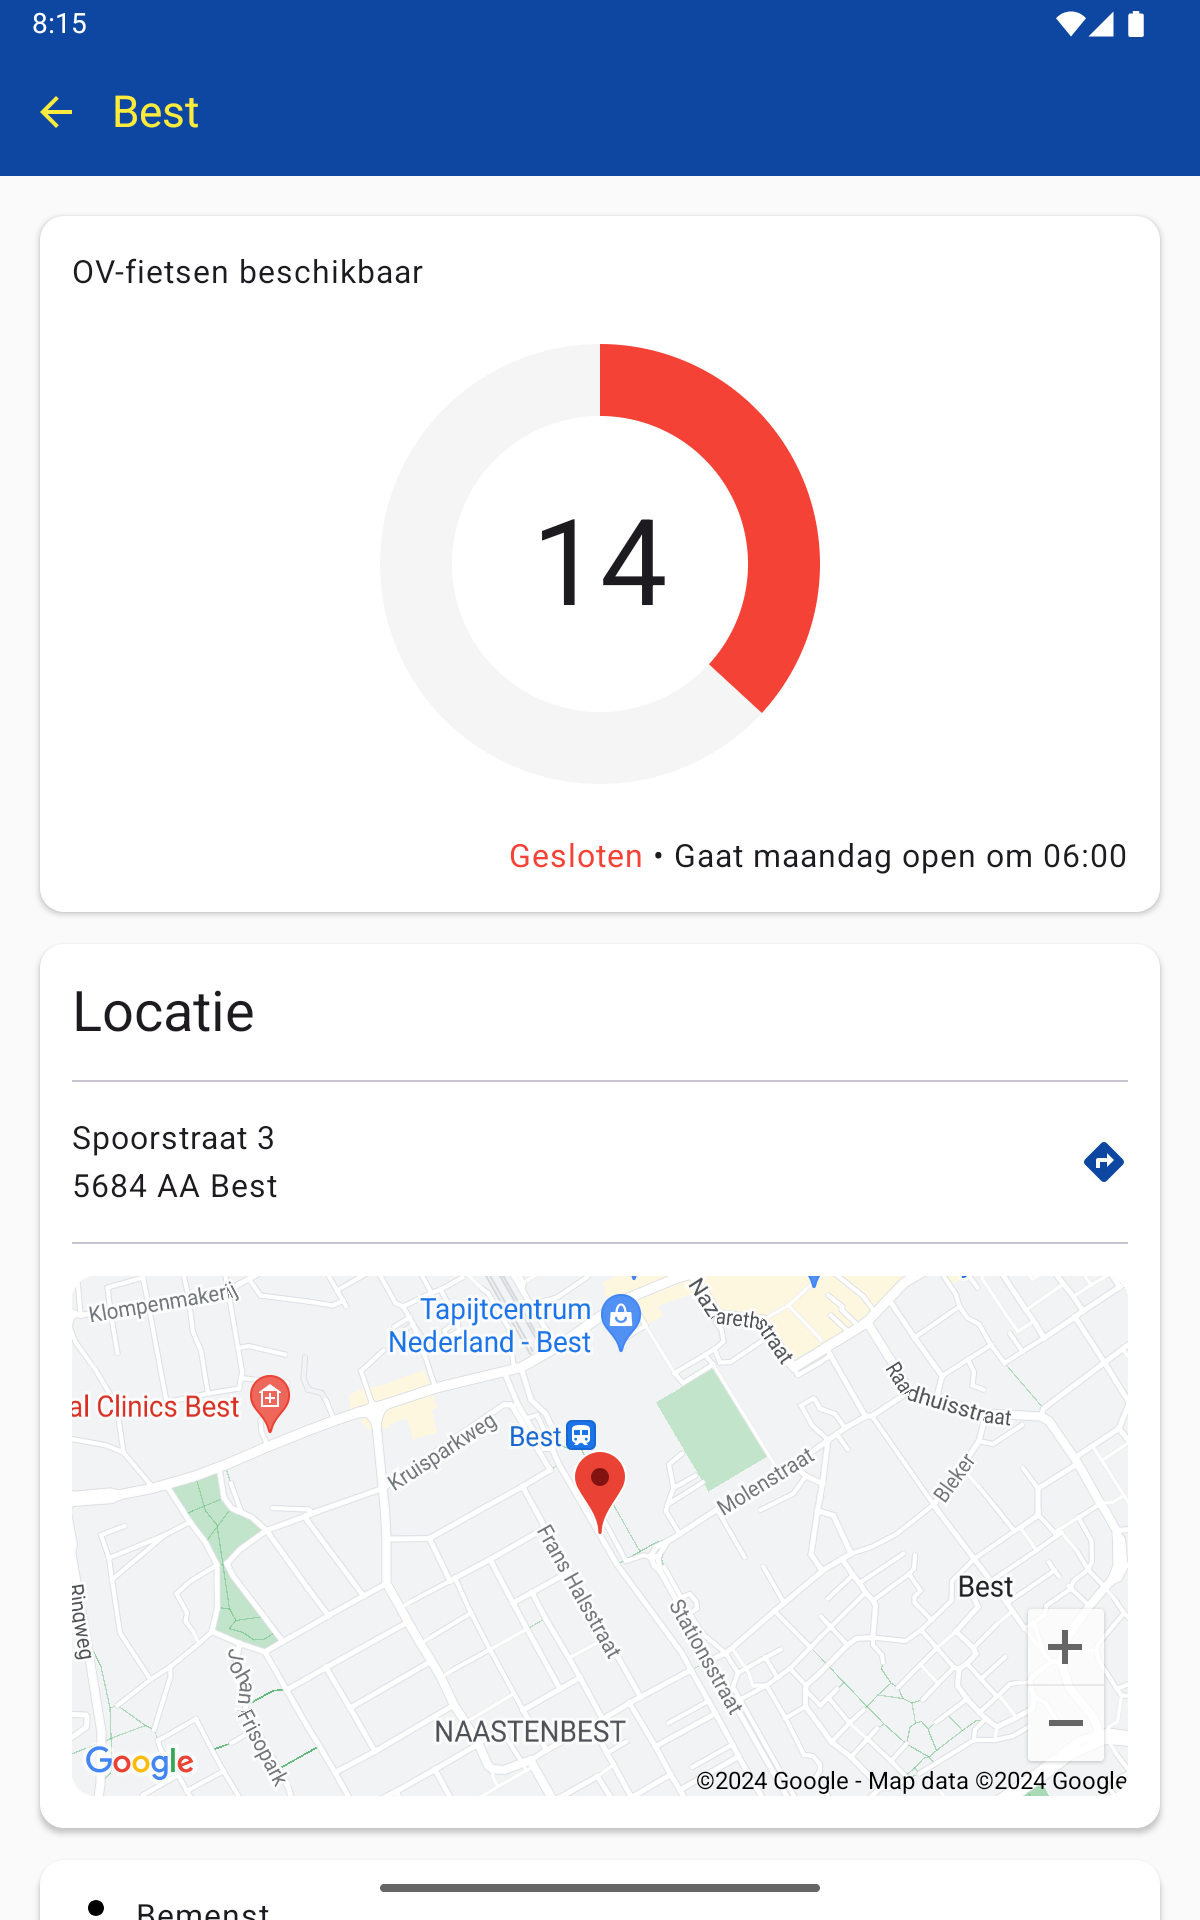 8:15
Best
OV-fietsen beschikbaar
14
Gesloten • Gaat maandag open om 06:00
Locatie
Spoorstraat 3
5684 AA Best
Klompenmakerij
Tapijtcentrum
Nederland - Best
Nazarethstraat
al Clinics Best
Raadhuisstraat
Best
Kruisparkweg
Molenstraat
Bleker
Frans Halsstraat
Best
Ringweg
Stationsstraat
Johan Frisopark
NAASTENBEST
Google
©2024 Google - Map data ©2024 Google
Bemenst